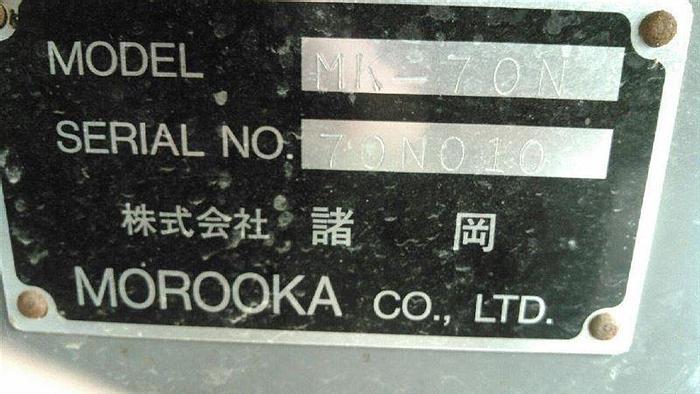 MODEL MK-70N
SERIAL NO. 70N010
株式会社 諸岡
MOROOKA CO., LTD.